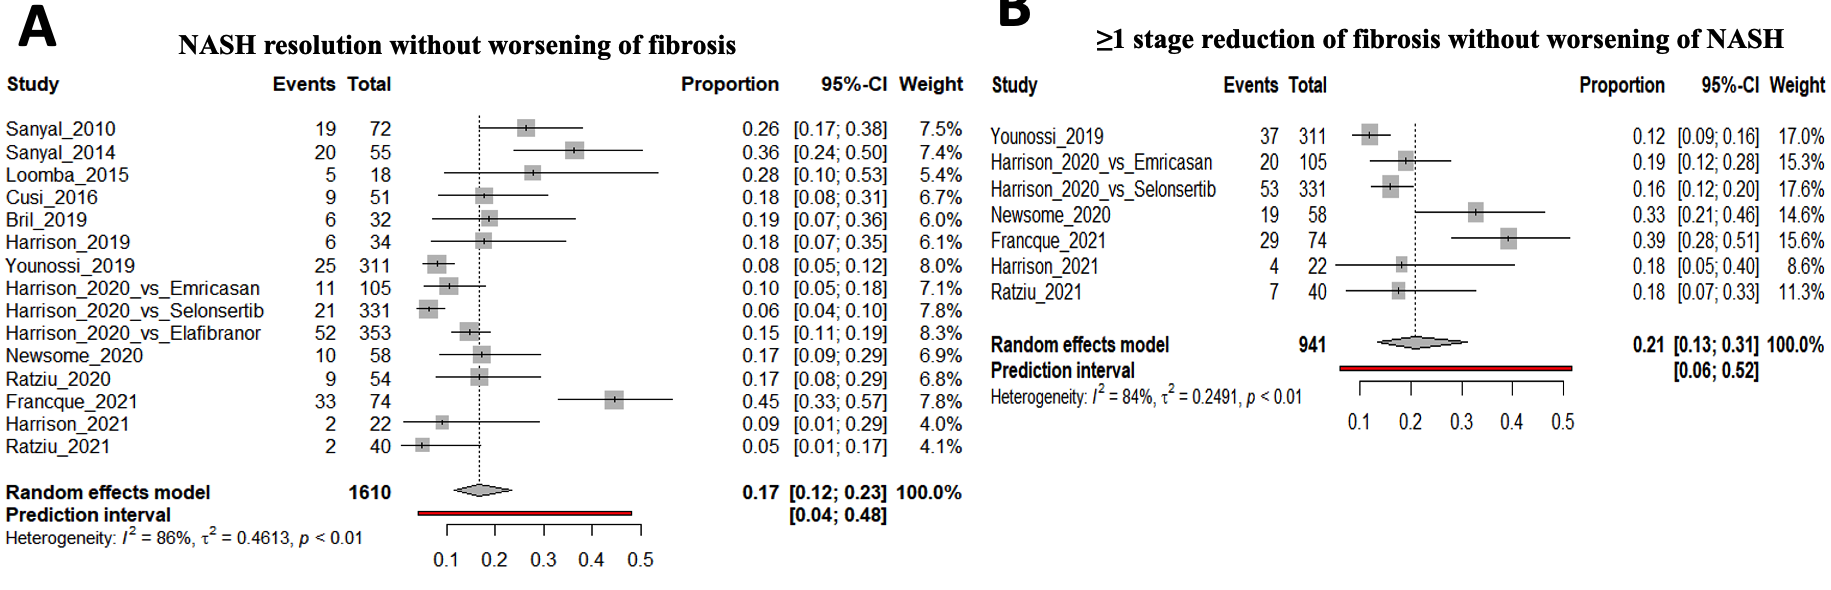 A
NASH resolution without worsening of fibrosis
Study Events Total Proportion 95%-CI Weight
Sanyal_2010 19 72 0.26 [0.17; 0.38] 7.5%
Sanyal_2014 20 55 0.36 [0.24; 0.50] 7.4%
Loomba_2015 5 18 0.28 [0.10; 0.53] 5.4%
Cusi_2016 9 51 0.18 [0.08; 0.31] 6.7%
Bril_2019 6 32 0.19 [0.07; 0.36] 6.0%
Harrison_2019 6 34 0.18 [0.07; 0.35] 6.1%
Younossi_2019 25 311 0.08 [0.05; 0.12] 8.0%
Harrison_2020_vs_Emricasan 11 105 0.10 [0.05; 0.18] 7.1%
Harrison_2020_vs_Selonsertib 21 331 0.06 [0.04; 0.10] 7.8%
Harrison_2020_vs_Elafibranor 52 353 0.15 [0.11; 0.19] 8.3%
Newsome_2020 10 58 0.17 [0.09; 0.29] 6.9%
Ratziu_2020 9 54 0.17 [0.08; 0.29] 6.8%
Francque_2021 33 74 0.45 [0.33; 0.57] 7.8%
Harrison_2021 2 22 0.09 [0.01; 0.29] 4.0%
Ratziu_2021 2 40 0.05 [0.01; 0.17] 4.1%
Random effects model 1610 0.17 [0.12; 0.23] 100.0%
Prediction interval [0.04; 0.48]
Heterogeneity: I² = 86%, τ² = 0.4613, p < 0.01
0.1 0.2 0.3 0.4 0.5
B
≥1 stage reduction of fibrosis without worsening of NASH
Study Events Total Proportion 95%-CI Weight
Younossi_2019 37 311 0.12 [0.09; 0.16] 17.0%
Harrison_2020_vs_Emricasan 20 105 0.19 [0.12; 0.28] 15.3%
Harrison_2020_vs_Selonsertib 53 331 0.16 [0.12; 0.20] 17.6%
Newsome_2020 19 58 0.33 [0.21; 0.46] 14.6%
Francque_2021 29 74 0.39 [0.28; 0.51] 15.6%
Harrison_2021 4 22 0.18 [0.05; 0.40] 8.6%
Ratziu_2021 7 40 0.18 [0.07; 0.33] 11.3%
Random effects model 941 0.21 [0.13; 0.31] 100.0%
Prediction interval [0.06; 0.52]
Heterogeneity: I² = 84%, τ² = 0.2491, p < 0.01
0.1 0.2 0.3 0.4 0.5